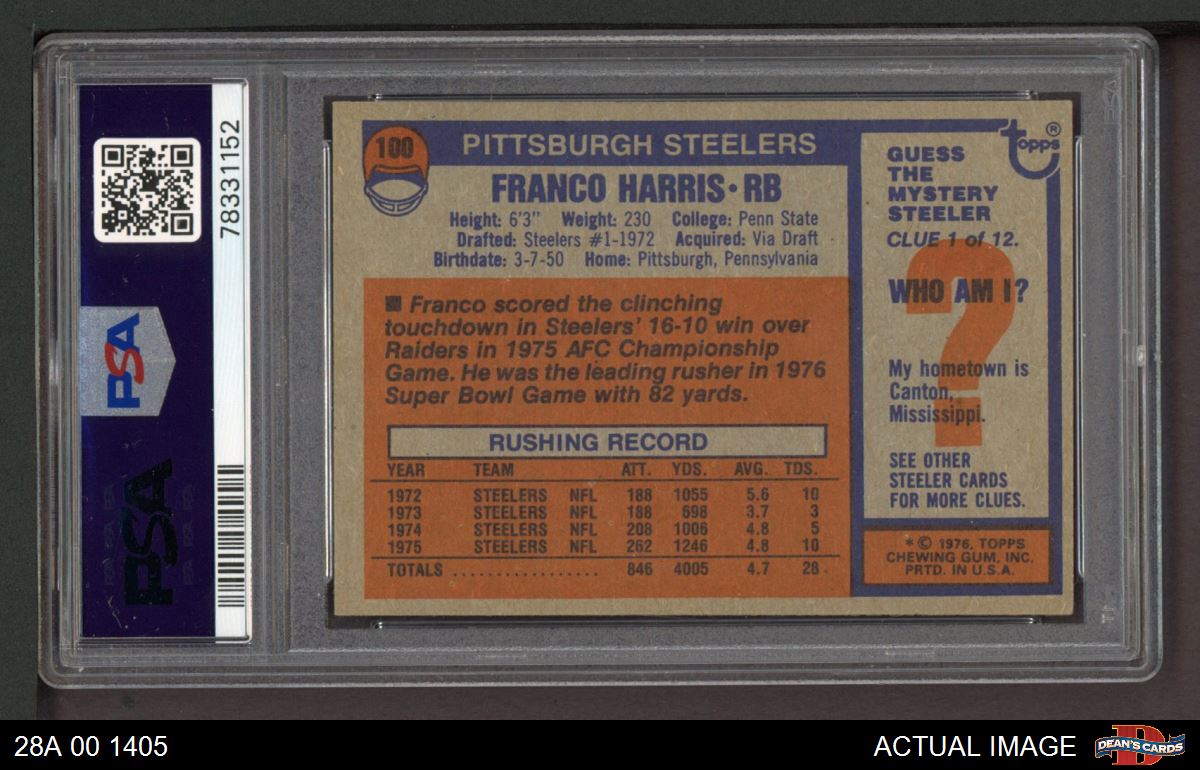 78331152
PSA
PSA
100
PITTSBURGH STEELERS
FRANCO HARRIS•RB
Height: 6'3" Weight: 230 College: Penn State
Drafted: Steelers #1-1972 Acquired: Via Draft
Birthdate: 3-7-50 Home: Pittsburgh, Pennsylvania
Franco scored the clinching
touchdown in Steelers' 16-10 win over
Raiders in 1975 AFC Championship
Game. He was the leading rusher in 1976
Super Bowl Game with 82 yards.
RUSHING RECORD
YEAR TEAM ATT. YDS. AVG. TDS.
1972 STEELERS NFL 188 1055 5.6 10
1973 STEELERS NFL 188 698 3.7 3
1974 STEELERS NFL 208 1006 4.8 5
1975 STEELERS NFL 262 1246 4.8 10
TOTALS .................. 846 4005 4.7 28
topps®
GUESS
THE
MYSTERY
STEELER
CLUE 1 of 12.
?
WHO AM I?
My hometown is
Canton,
Mississippi.
SEE OTHER
STEELER CARDS
FOR MORE CLUES.
*© 1976, TOPPS
CHEWING GUM, INC.
PRTD. IN U.S.A.
28A 00 1405
ACTUAL IMAGE
D
DEAN'S CARDS